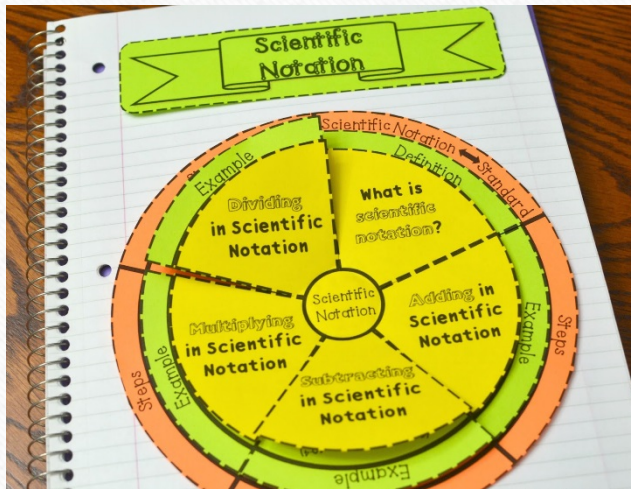 Scientific
Notation
Scientific Notation ↔ Standard
Definition
Example
Dividing
in Scientific
Notation
What is
scientific
notation?
Scientific
Notation
Adding in
Scientific
Notation
Example
Steps
Multiplying
in Scientific
Notation
Example
Steps
Subtracting
in Scientific
Notation
Example